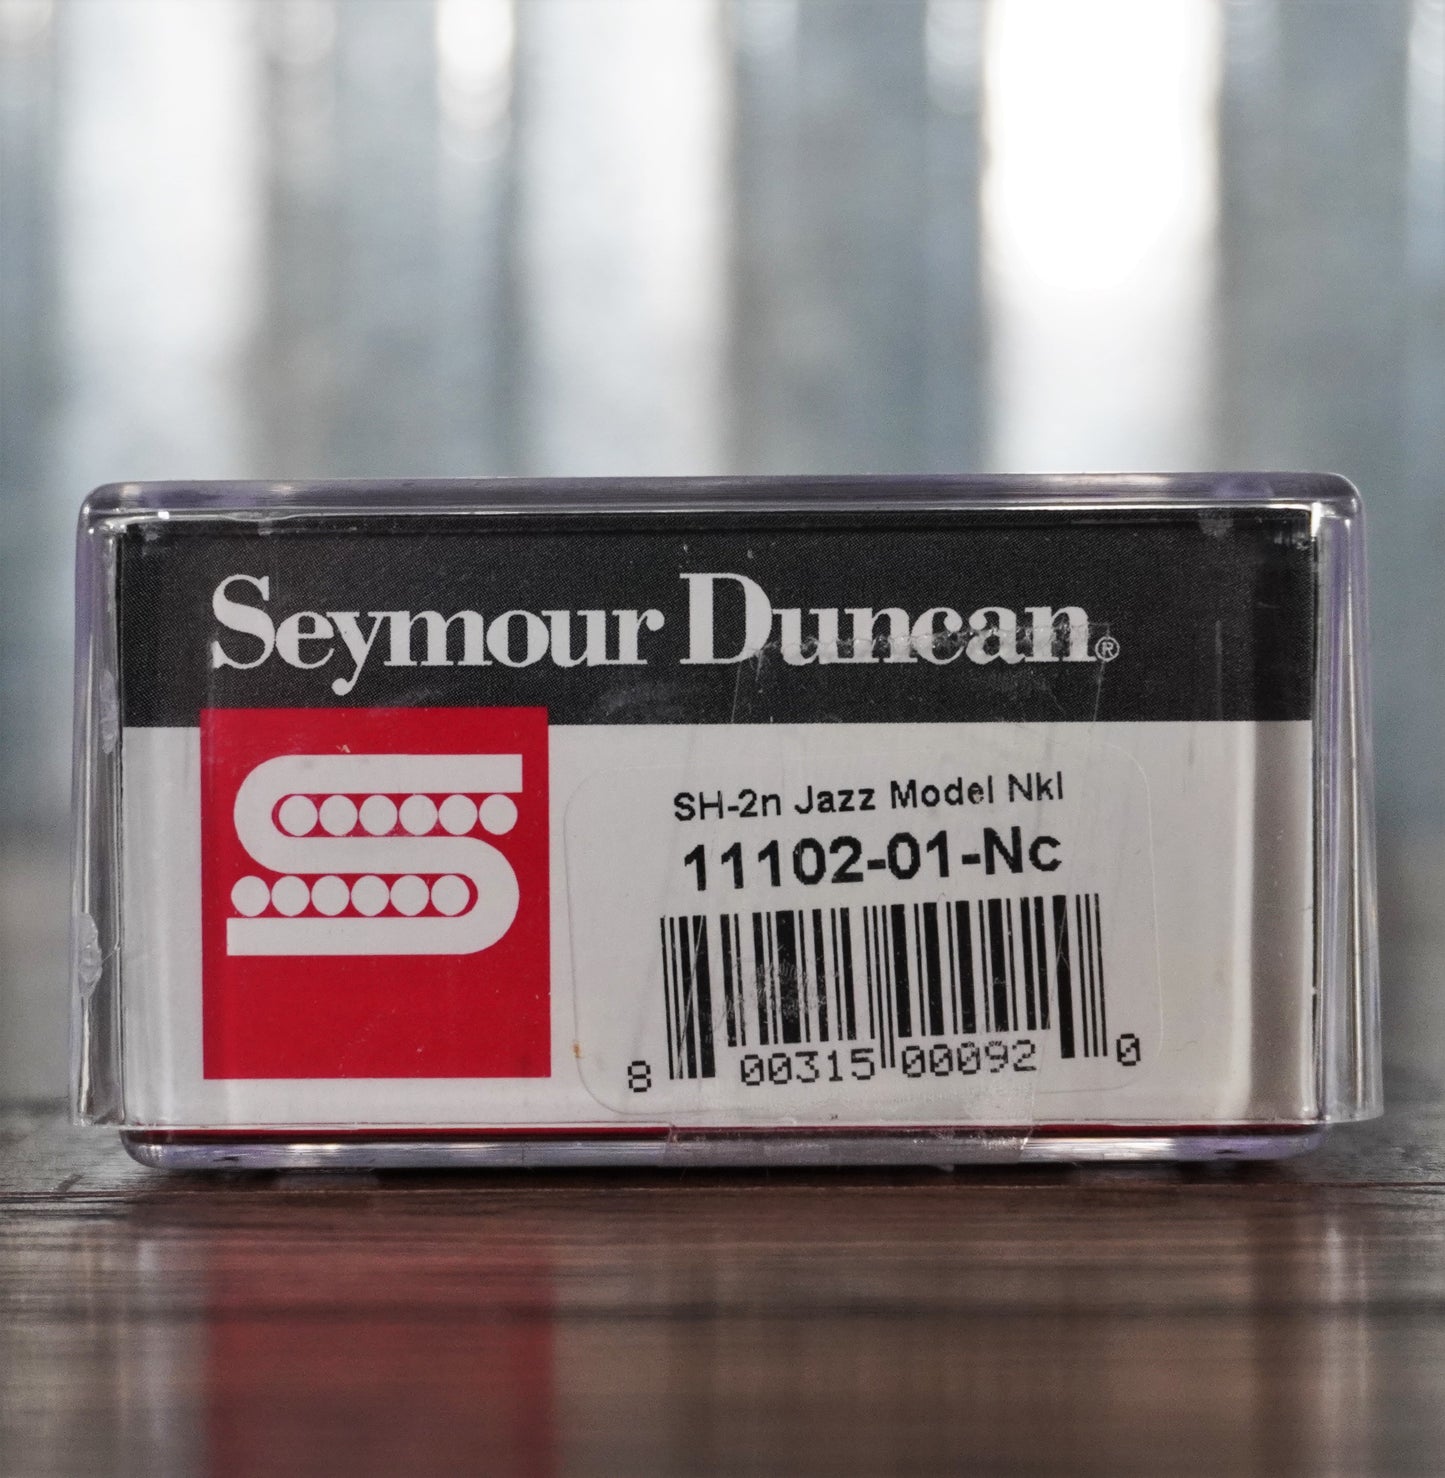 Seymour Duncan®
SH-2n Jazz Model Nkl
11102-01-Nc
8 00315 00092 0